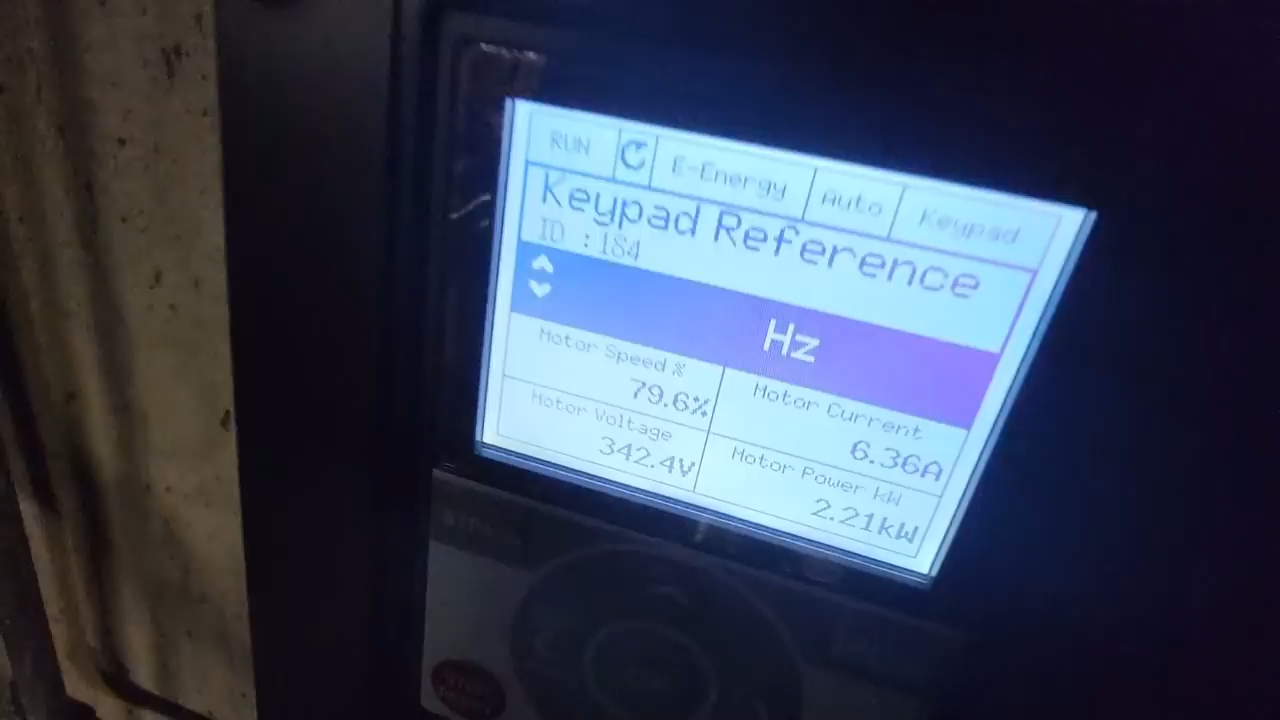 RUN E-Energy Auto Keypad
Keypad Reference
ID :184
Hz
Motor Speed %
79.6%
Motor Current
6.36A
Motor Voltage
342.4V
Motor Power kW
2.21kW